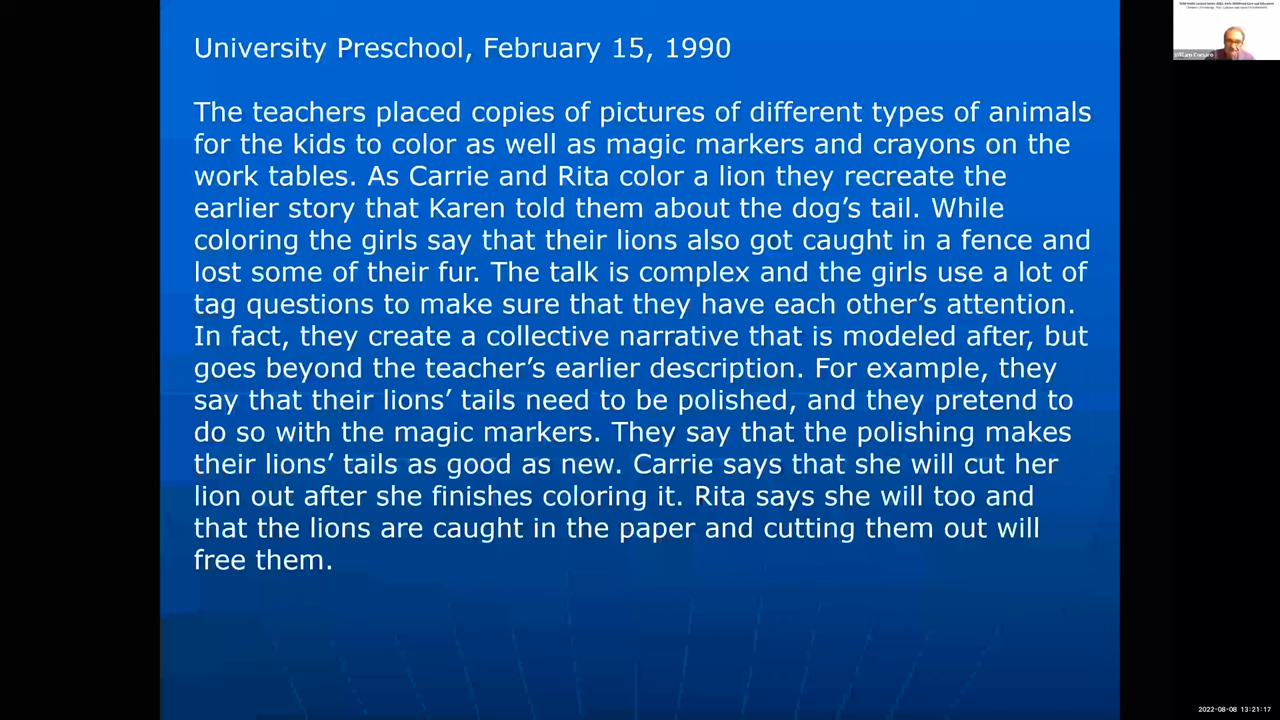 University Preschool, February 15, 1990
The teachers placed copies of pictures of different types of animals
for the kids to color as well as magic markers and crayons on the
work tables. As Carrie and Rita color a lion they recreate the
earlier story that Karen told them about the dog’s tail. While
coloring the girls say that their lions also got caught in a fence and
lost some of their fur. The talk is complex and the girls use a lot of
tag questions to make sure that they have each other’s attention.
In fact, they create a collective narrative that is modeled after, but
goes beyond the teacher’s earlier description. For example, they
say that their lions’ tails need to be polished, and they pretend to
do so with the magic markers. They say that the polishing makes
their lions’ tails as good as new. Carrie says that she will cut her
lion out after she finishes coloring it. Rita says she will too and
that the lions are caught in the paper and cutting them out will
free them.
William Corsaro
2022-08-08 13:21:17